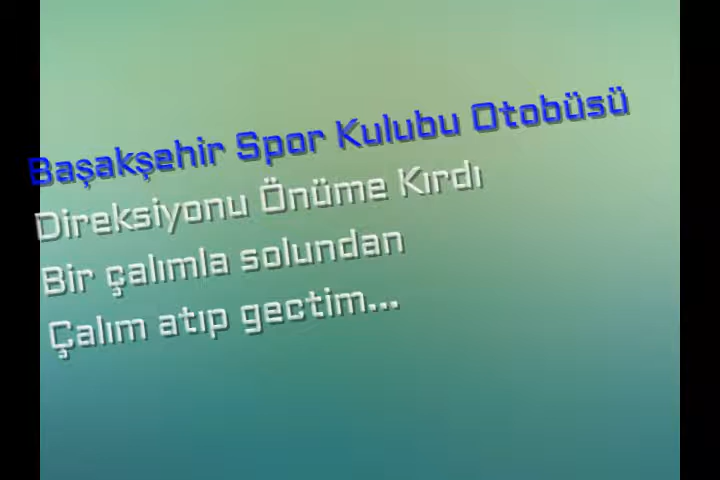 Başakşehir Spor Kulubu Otobüsü
Direksiyonu Önüme Kırdı
Bir çalımla solundan
Çalım atıp gectim...